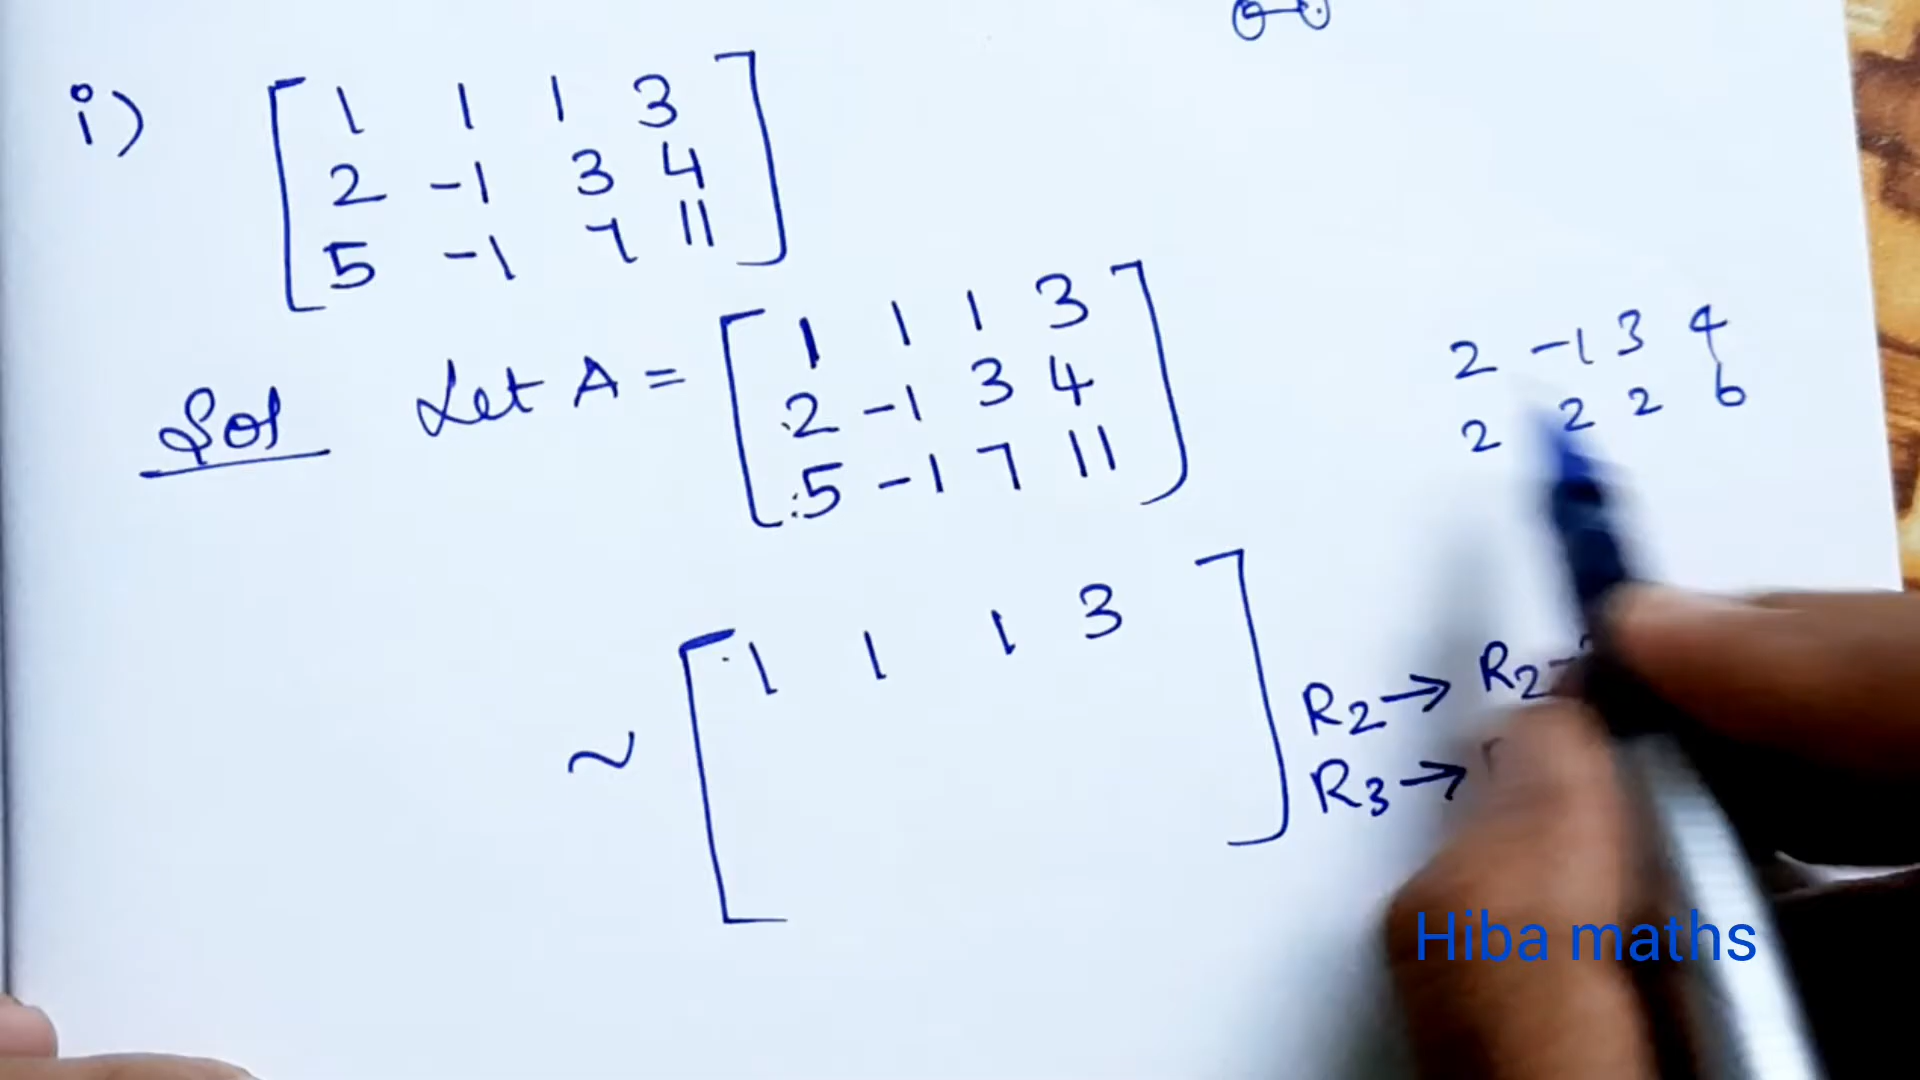 i) [ 1 1 1 3
2 -1 3 4
5 -1 7 11 ]
Sol Let A = [ 1 1 1 3
2 -1 3 4
5 -1 7 11 ]
2 -1 3 4
2 2 2 6
~ [ 1 1 1 3 ]
R2 → R2 -
R3 →
Hiba maths